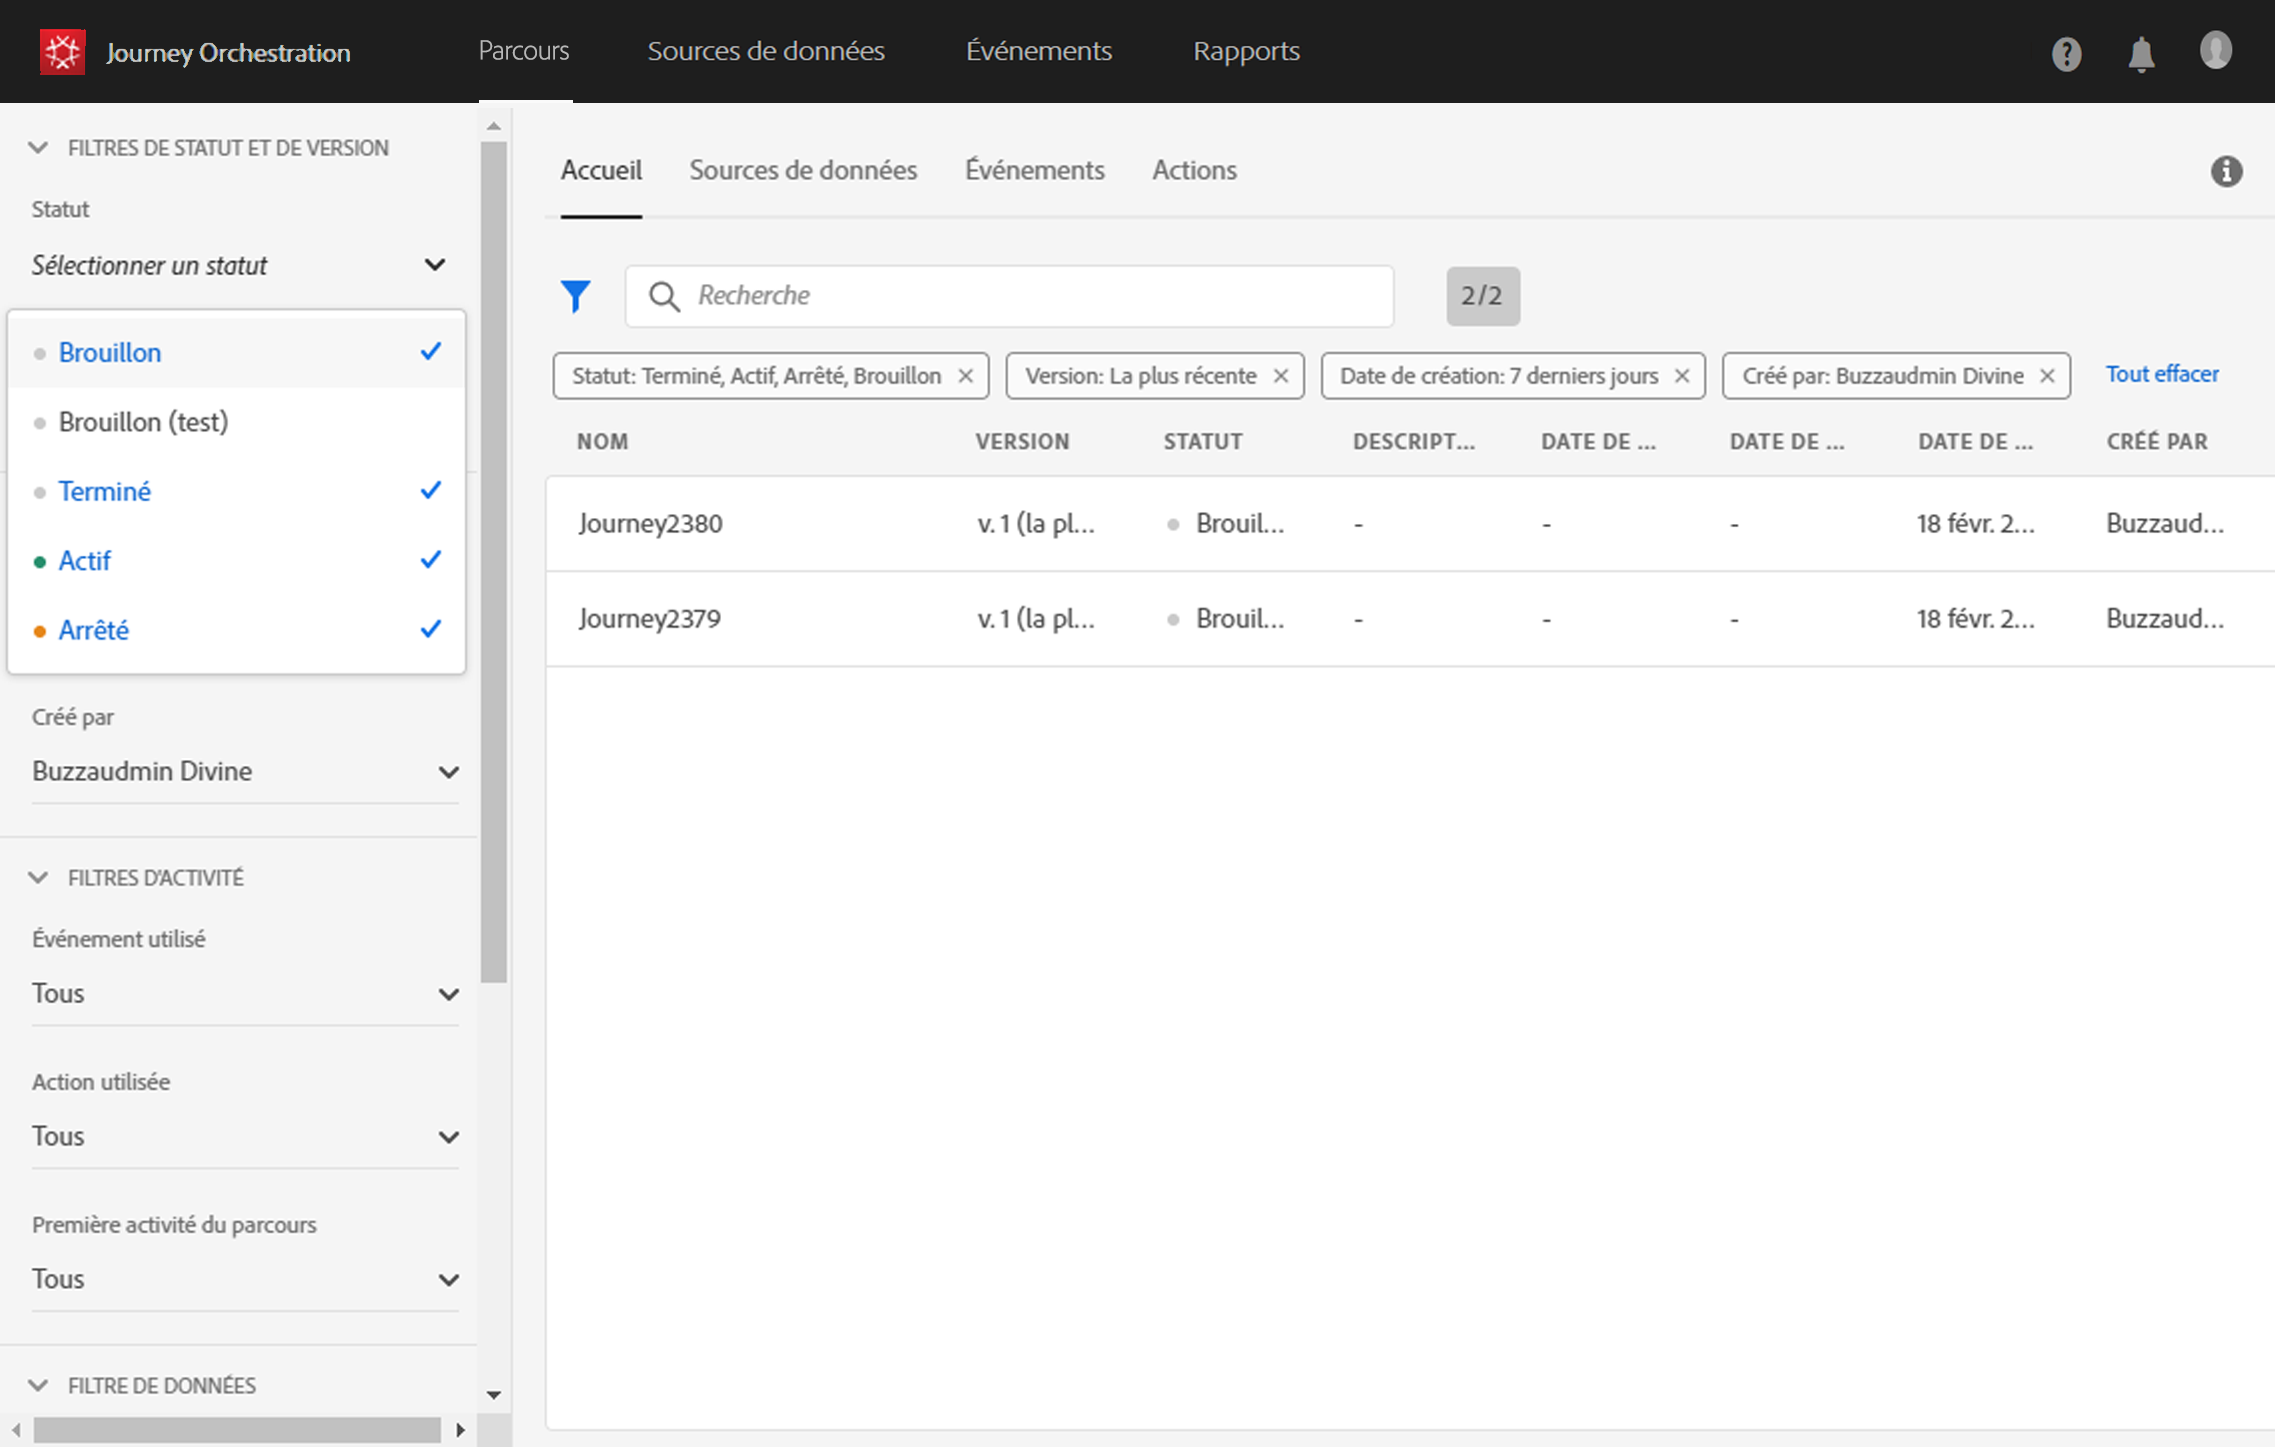 Journey Orchestration
Parcours
Sources de données
Événements
Rapports
FILTRES DE STATUT ET DE VERSION
Statut
Sélectionner un statut
Brouillon
Brouillon (test)
Terminé
Actif
Arrêté
Créé par
Buzzaudmin Divine
FILTRES D'ACTIVITÉ
Événement utilisé
Tous
Action utilisée
Tous
Première activité du parcours
Tous
FILTRE DE DONNÉES
Accueil
Sources de données
Événements
Actions
Recherche
2/2
Statut: Terminé, Actif, Arrêté, Brouillon
Version: La plus récente
Date de création: 7 derniers jours
Créé par: Buzzaudmin Divine
Tout effacer
NOM VERSION STATUT DESCRIPT... DATE DE ... DATE DE ... DATE DE ... CRÉÉ PAR
Journey2380 v. 1 (la pl... Brouil... - - - 18 févr. 2... Buzzaud...
Journey2379 v. 1 (la pl... Brouil... - - - 18 févr. 2... Buzzaud...